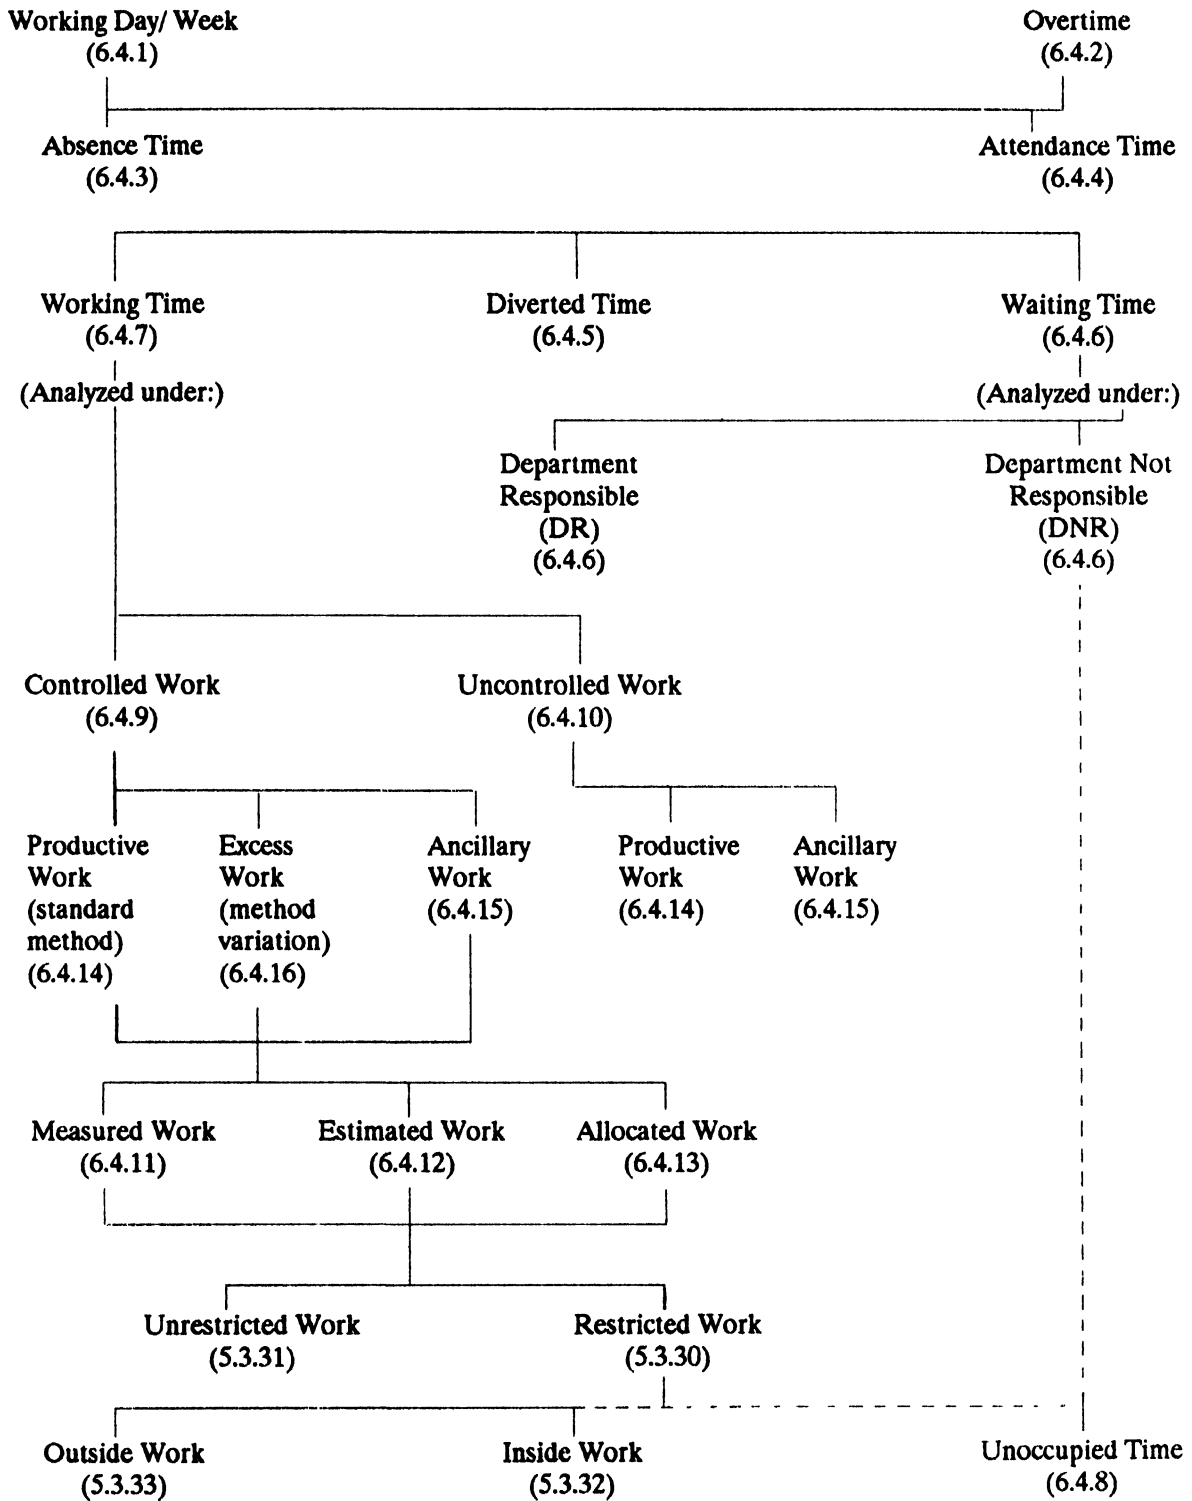 Working Day/ Week
(6.4.1)
Overtime
(6.4.2)
Absence Time
(6.4.3)
Attendance Time
(6.4.4)
Working Time
(6.4.7)
Diverted Time
(6.4.5)
Waiting Time
(6.4.6)
(Analyzed under:)
(Analyzed under:)
Department
Responsible
(DR)
(6.4.6)
Department Not
Responsible
(DNR)
(6.4.6)
Controlled Work
(6.4.9)
Uncontrolled Work
(6.4.10)
Productive
Work
(standard
method)
(6.4.14)
Excess
Work
(method
variation)
(6.4.16)
Ancillary
Work
(6.4.15)
Productive
Work
(6.4.14)
Ancillary
Work
(6.4.15)
Measured Work
(6.4.11)
Estimated Work
(6.4.12)
Allocated Work
(6.4.13)
Unrestricted Work
(5.3.31)
Restricted Work
(5.3.30)
Outside Work
(5.3.33)
Inside Work
(5.3.32)
Unoccupied Time
(6.4.8)